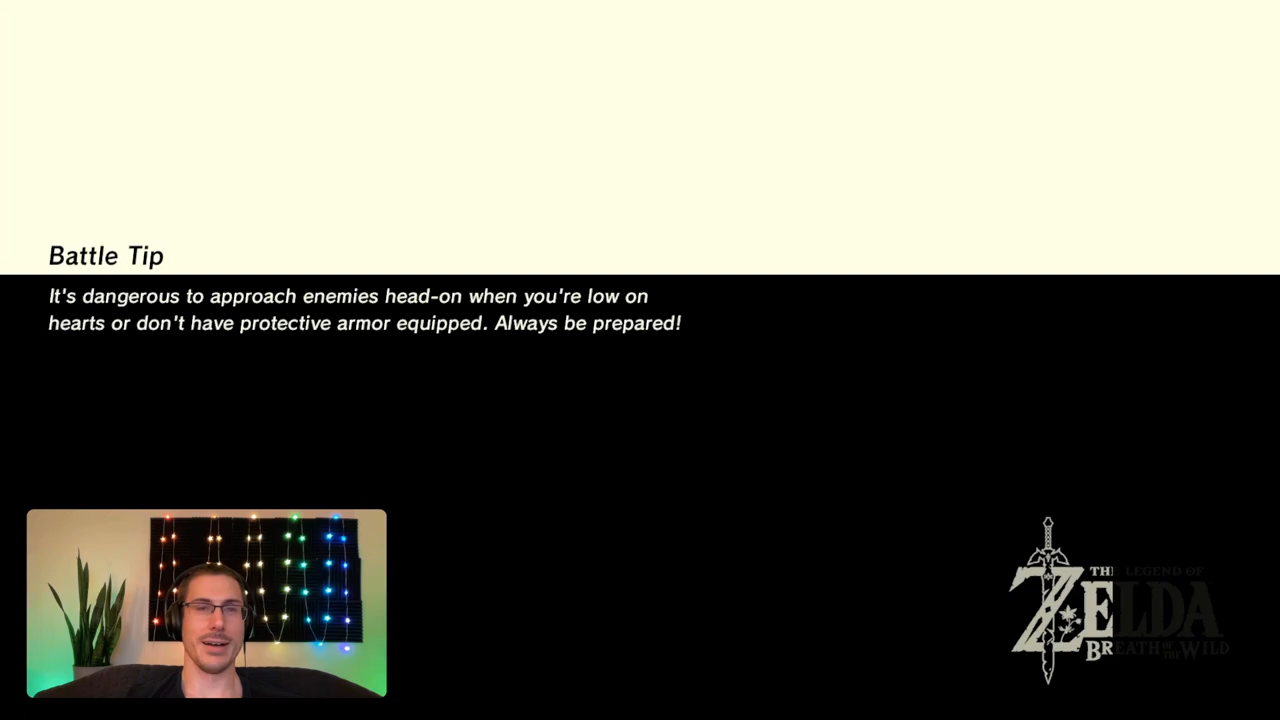 Battle Tip
It's dangerous to approach enemies head-on when you're low on
hearts or don't have protective armor equipped. Always be prepared!
THE LEGEND OF
ZELDA
BREATH OF THE WILD